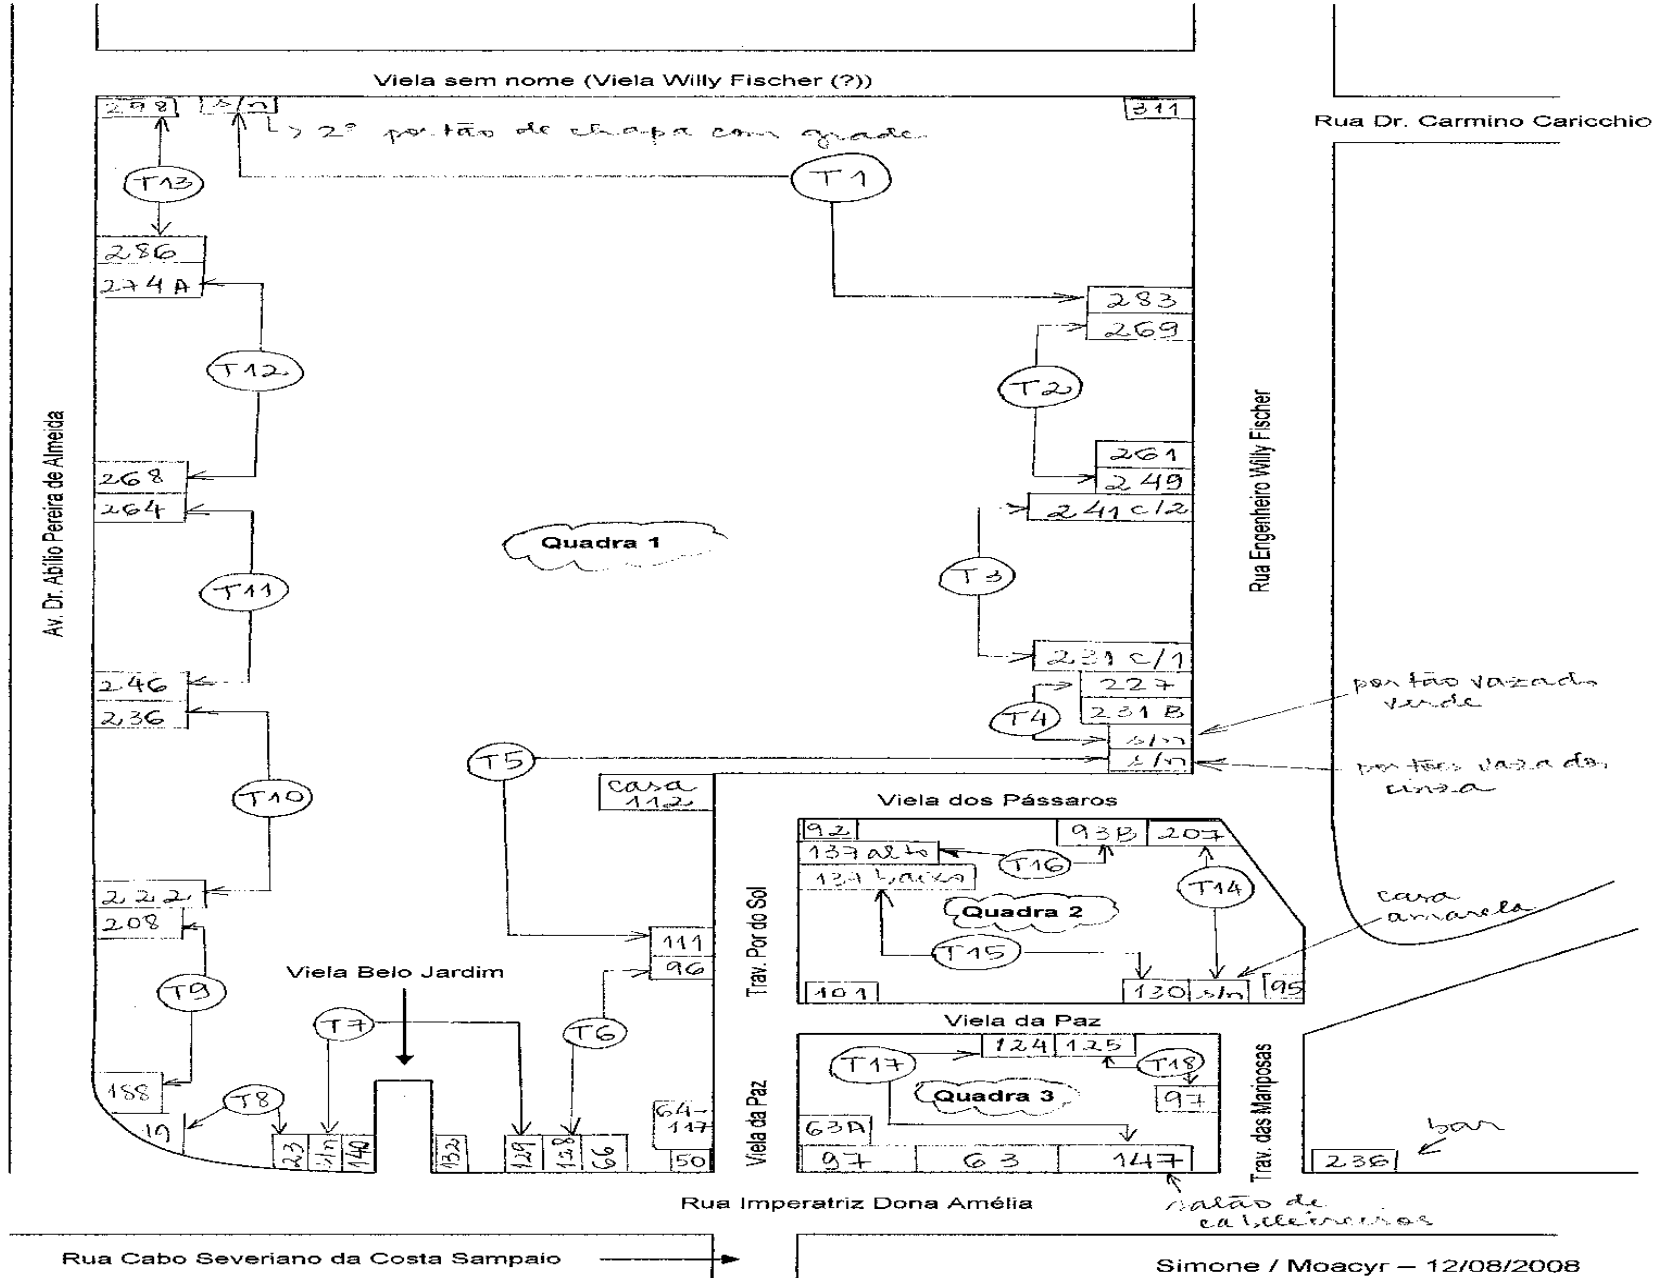 Viela sem nome (Viela Willy Fischer (?))
298
s/n
311
Rua Dr. Carmino Caricchio
2º portão de chapa com grade
T13
T1
286
274A
283
269
T12
T2
Av. Dr. Abílio Pereira de Almeida
Rua Engenheiro Willy Fischer
261
249
268
264
241 c/2
Quadra 1
T11
T3
231 c/1
246
236
227
231 B
T4
s/n
s/n
portão vazado
verde
T5
portões vazados
cinza
casa
112
T10
Viela dos Pássaros
92
93B
207
137 alto
137 baixo
T16
T14
222
208
Trav. Por do Sol
Quadra 2
casa
amarela
111
96
T15
Viela Belo Jardim
T9
101
130
s/n
95
T7
T6
Viela da Paz
124
125
T17
T18
188
T8
Quadra 3
97
Viela da Paz
Trav. das Mariposas
64-
147
63A
19
23
s/n
140
132
129
128
66
50
97
63
147
236
bar
Rua Imperatriz Dona Amélia
salão de
cabeleireiros
Rua Cabo Severiano da Costa Sampaio
Simone / Moacyr – 12/08/2008